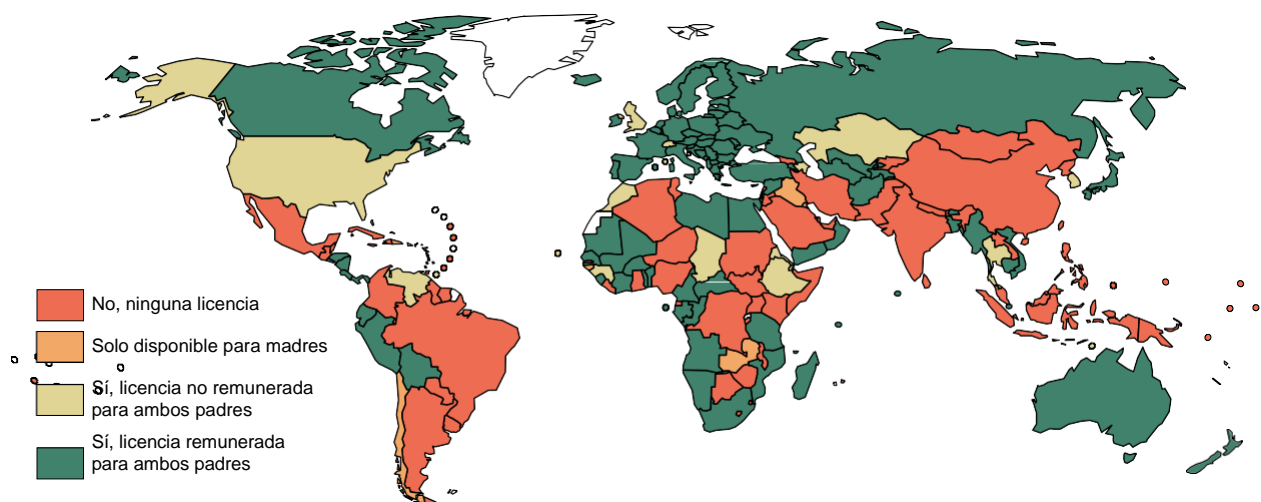 No, ninguna licencia
Solo disponible para madres
Sí, licencia no remunerada
para ambos padres
Sí, licencia remunerada
para ambos padres